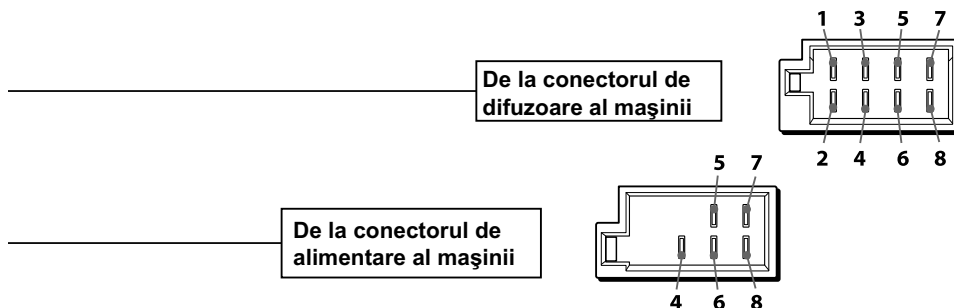 1 3 5 7
De la conectorul de
difuzoare al maşinii
2 4 6 8
5 7
De la conectorul de
alimentare al maşinii
4 6 8